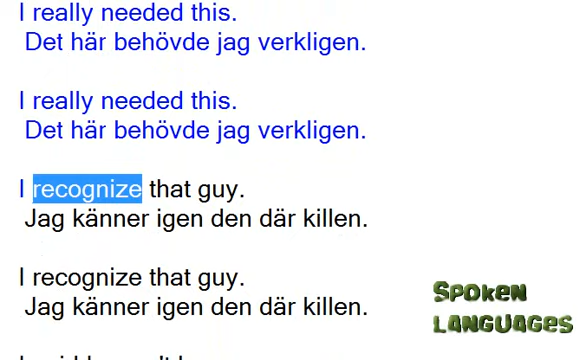 I really needed this.
Det här behövde jag verkligen.
I really needed this.
Det här behövde jag verkligen.
I recognize that guy.
Jag känner igen den där killen.
I recognize that guy.
Jag känner igen den där killen.
Spoken
Languages